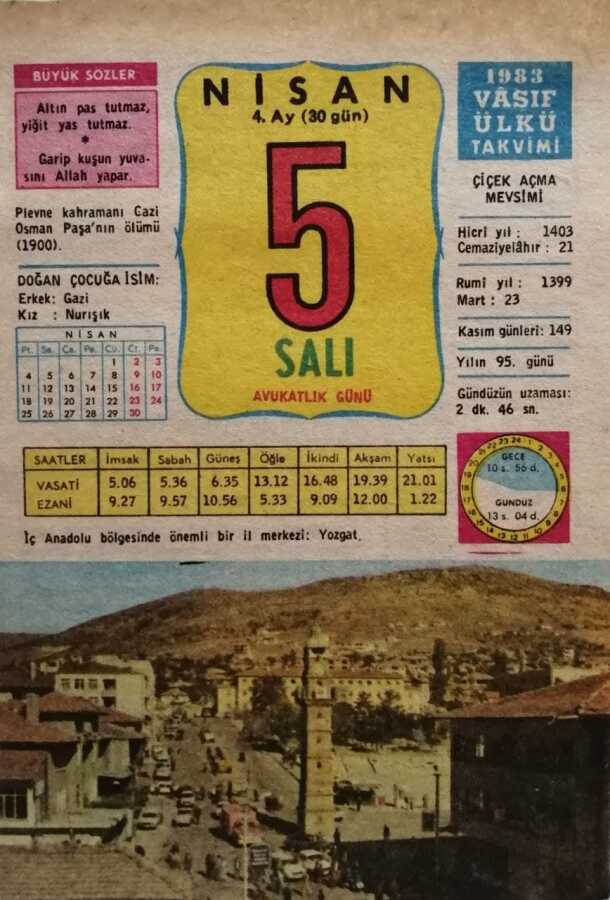 BÜYÜK SÖZLER
Altın pas tutmaz,
yiğit yas tutmaz.
*
Garip kuşun yuva-
sını Allah yapar.
Plevne kahramanı Gazi
Osman Paşa'nın ölümü
(1900).
DOĞAN ÇOCUĞA İSİM:
Erkek: Gazi
Kız : Nurışık
NİSAN
Pt. Sa. Ça. Pe. Cu. Ct. Pa.
1 2 3
4 5 6 7 8 9 10
11 12 13 14 15 16 17
18 19 20 21 22 23 24
25 26 27 28 29 30
NİSAN
4. Ay (30 gün)
5
SALI
AVUKATLIK GÜNÜ
1983
VÂSIF
ÜLKÜ
TAKVİMİ
ÇİÇEK AÇMA
MEVSİMİ
Hicrî yıl : 1403
Cemaziyelâhır : 21
Rumî yıl : 1399
Mart : 23
Kasım günleri: 149
Yılın 95. günü
Gündüzün uzaması:
2 dk. 46 sn.
SAATLER İmsak Sabah Güneş Öğle İkindi Akşam Yatsı
VASATİ 5.06 5.36 6.35 13.12 16.48 19.39 21.01
EZANİ 9.27 9.57 10.56 5.33 9.09 12.00 1.22
GECE
10 s. 56 d.
GÜNDÜZ
13 s. 04 d.
İç Anadolu bölgesinde önemli bir il merkezi: Yozgat.